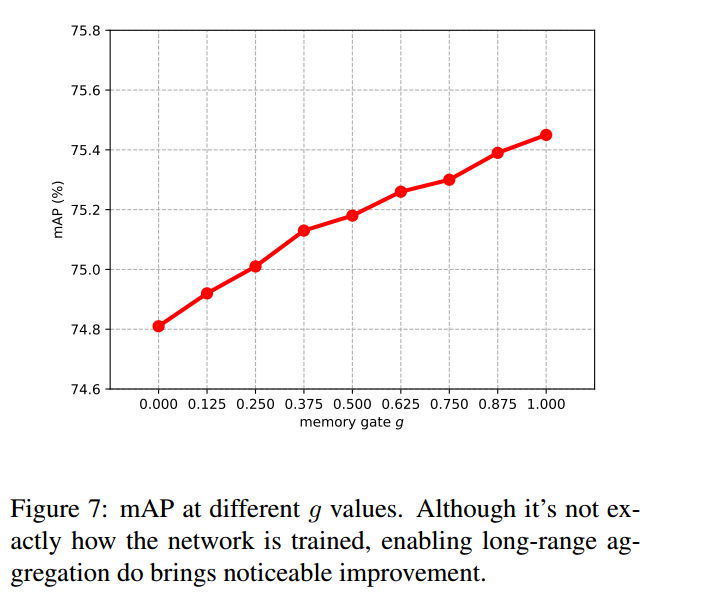 75.8
75.6
75.4
75.2
75.0
74.8
74.6
mAP (%)
0.000 0.125 0.250 0.375 0.500 0.625 0.750 0.875 1.000
memory gate g
Figure 7: mAP at different g values. Although it's not ex-
actly how the network is trained, enabling long-range ag-
gregation do brings noticeable improvement.